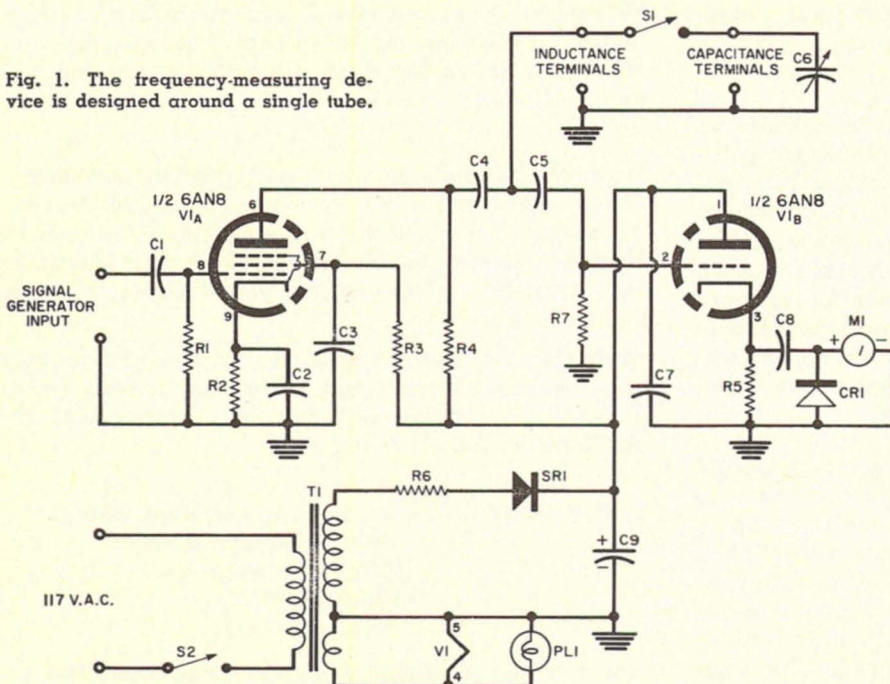 Fig. 1. The frequency-measuring de-
vice is designed around a single tube.
S1
INDUCTANCE
TERMINALS
CAPACITANCE
TERMINALS
C6
1/2 6AN8
V1A
6
C4
C5
1/2 6AN8
V1B
1
C1
8
7
2
SIGNAL
GENERATOR
INPUT
9
3
R1
R2
C2
C3
R3
R4
R7
C7
R5
C8
+
M1
-
CR1
T1
R6
SR1
+
-
C9
117 V.A.C.
S2
5
V1
4
PL1